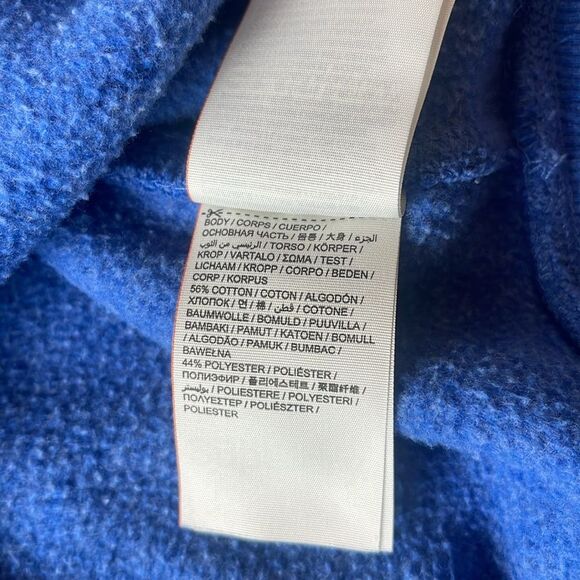 BODY / CORPS / CUERPO /
ОСНОВНАЯ ЧАСТЬ / 몸통 / 大身 / الجزء
الرئيسي من الثوب / TORSO / KÖRPER /
KROP / VARTALO / ΣΩΜΑ / TEST /
LICHAAM / KROPP / CORPO / BEDEN /
CORP / KORPUS
56% COTTON / COTON / ALGODÓN /
ХЛОПОК / 면 / 棉 / قطن / COTONE /
BAUMWOLLE / BOMULD / PUUVILLA /
BAMBAKI / PAMUT / KATOEN / BOMULL
/ ALGODÃO / PAMUK / BUMBAC /
BAWEŁNA
44% POLYESTER / POLIÉSTER /
ПОЛИЭФИР / 폴리에스테르 / 聚酯纤维 /
بوليستر / POLIESTERE / POLYESTERI /
ΠΟΛΥΕΣΤΕΡ / POLIÉSZTER /
POLIESTER